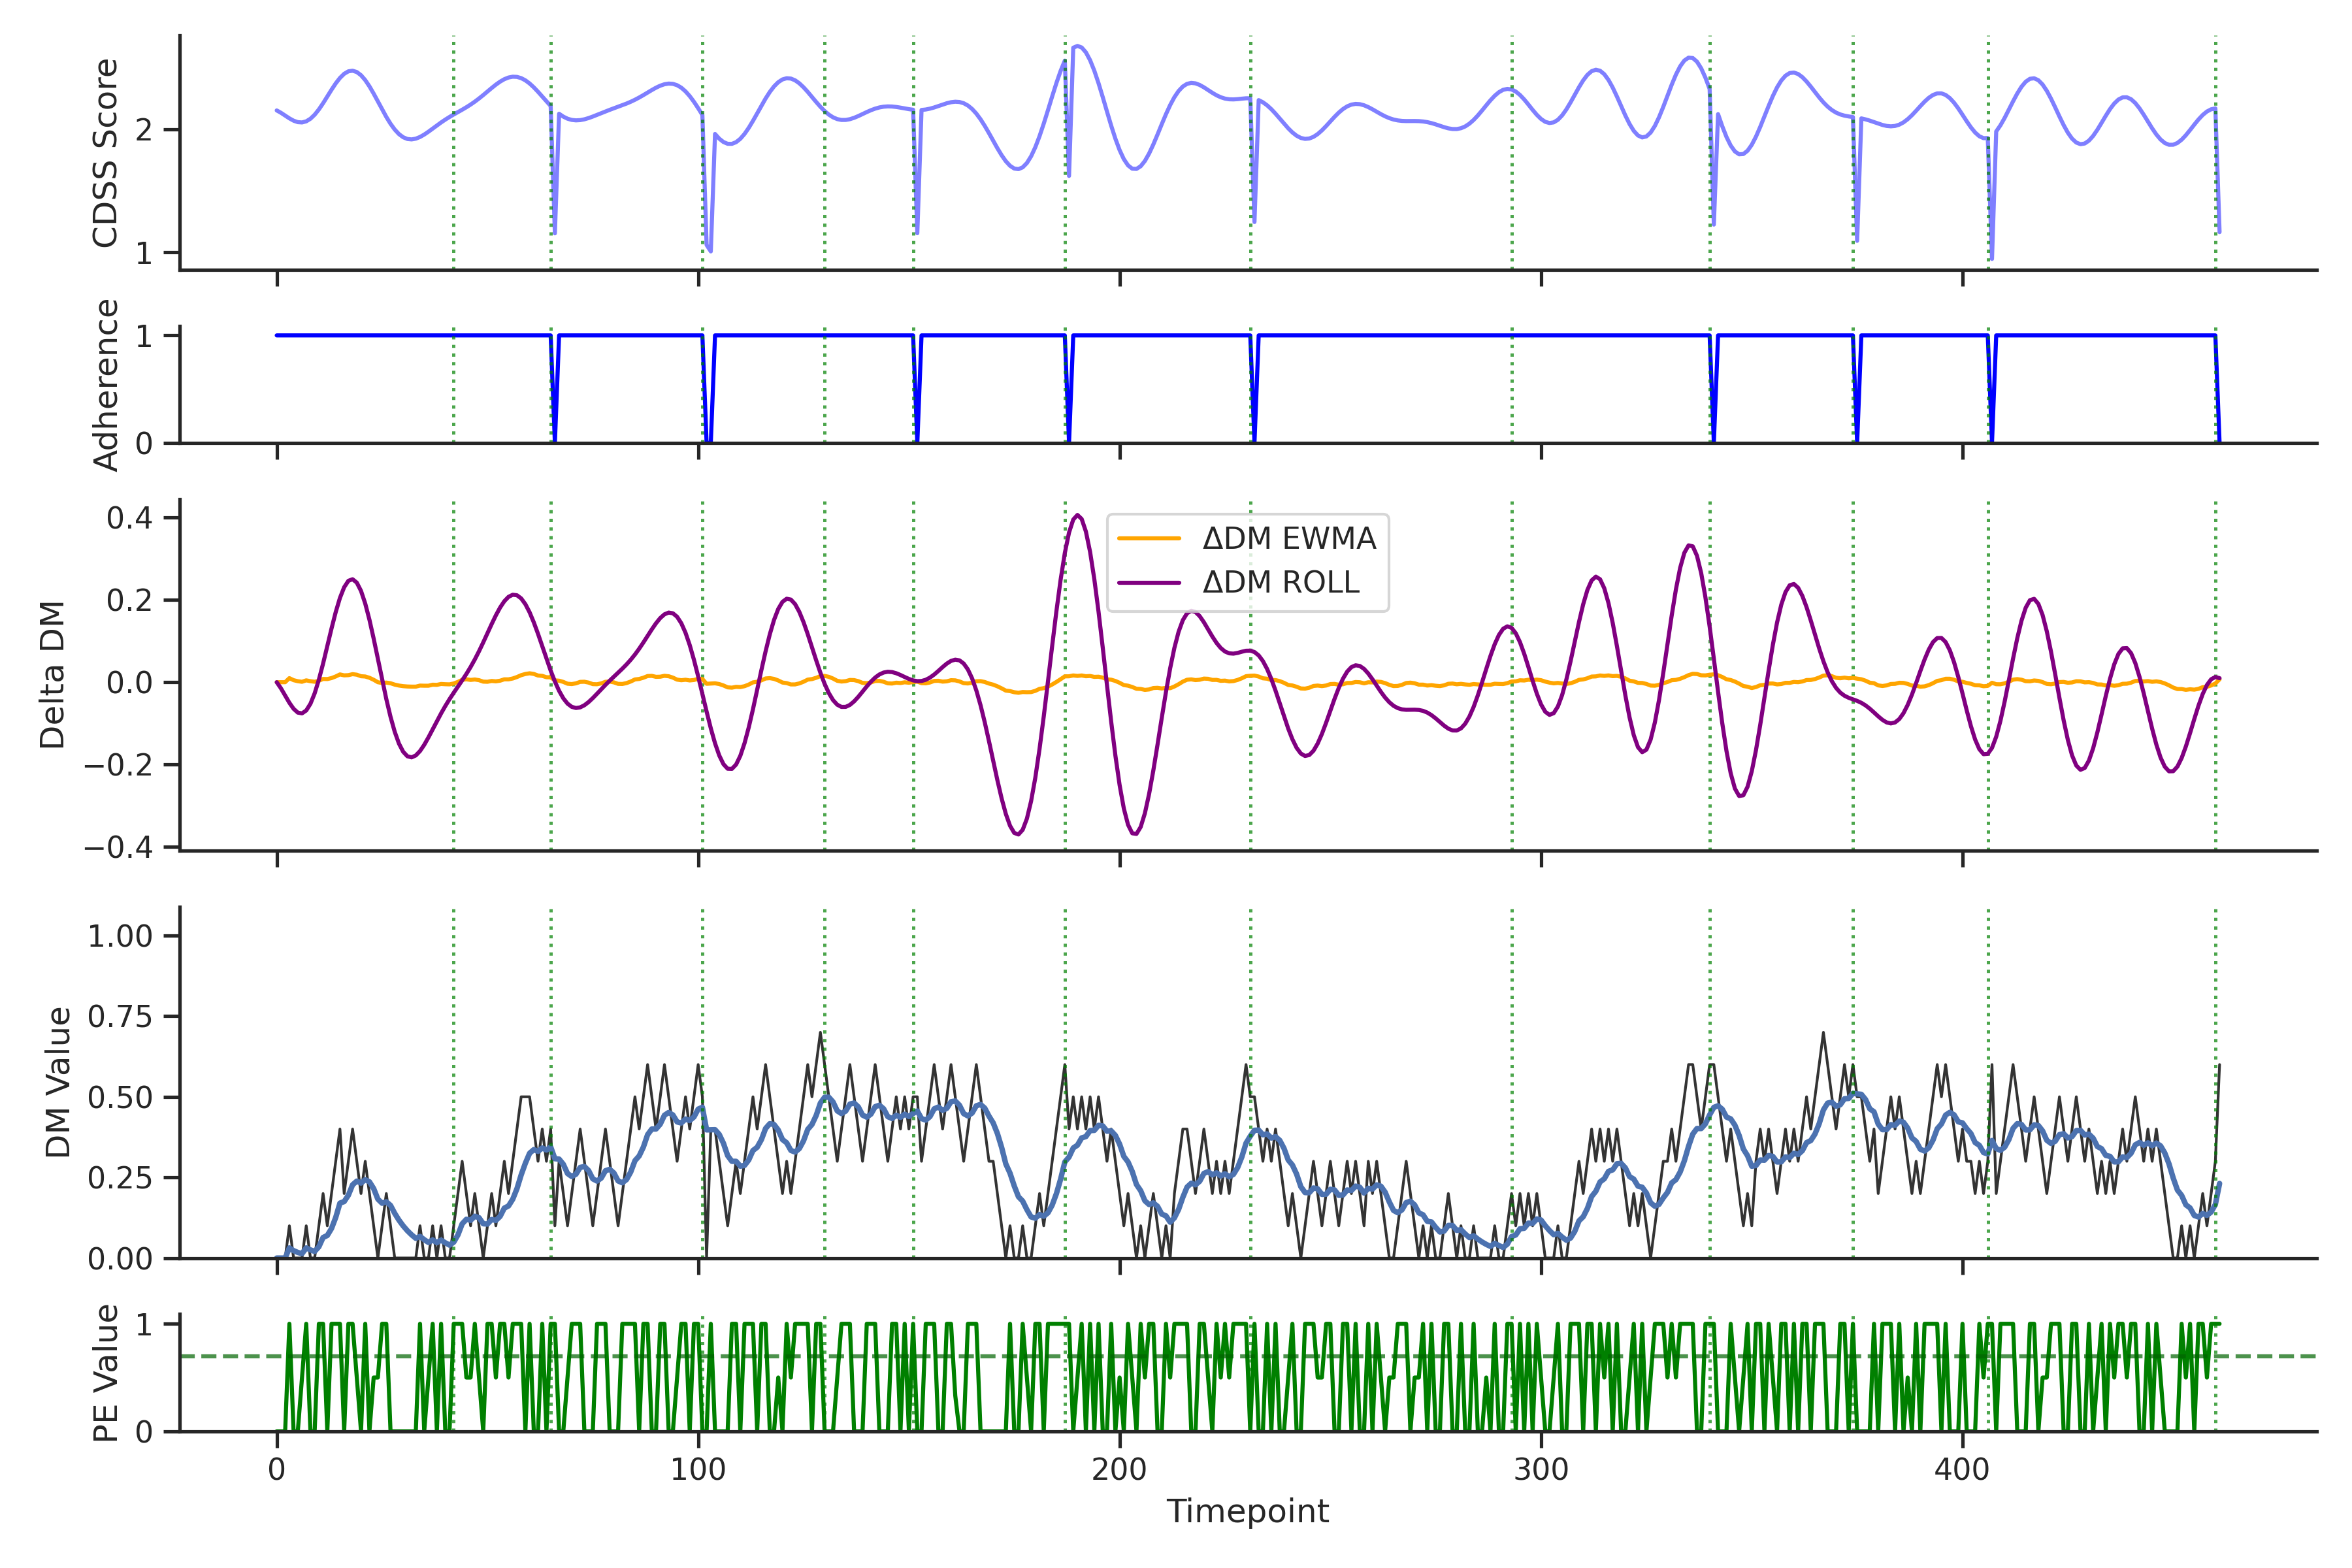 CDSS Score
2
1
Adherence
1
0
Delta DM
0.4
0.2
0.0
−0.2
−0.4
ΔDM EWMA
ΔDM ROLL
DM Value
1.00
0.75
0.50
0.25
0.00
PE Value
1
0
0
100
200
300
400
Timepoint